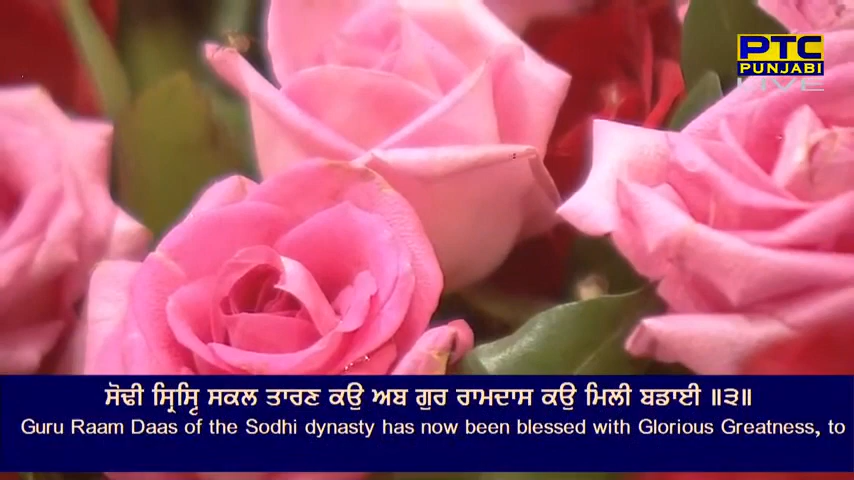 PTC
PUNJABI
LIVE
ਸੋਢੀ ਸ੍ਰਿਸ੍ਟਿ ਸਕਲ ਤਾਰਣ ਕਉ ਅਬ ਗੁਰ ਰਾਮਦਾਸ ਕਉ ਮਿਲੀ ਬਡਾਈ ॥੩॥
Guru Raam Daas of the Sodhi dynasty has now been blessed with Glorious Greatness, to